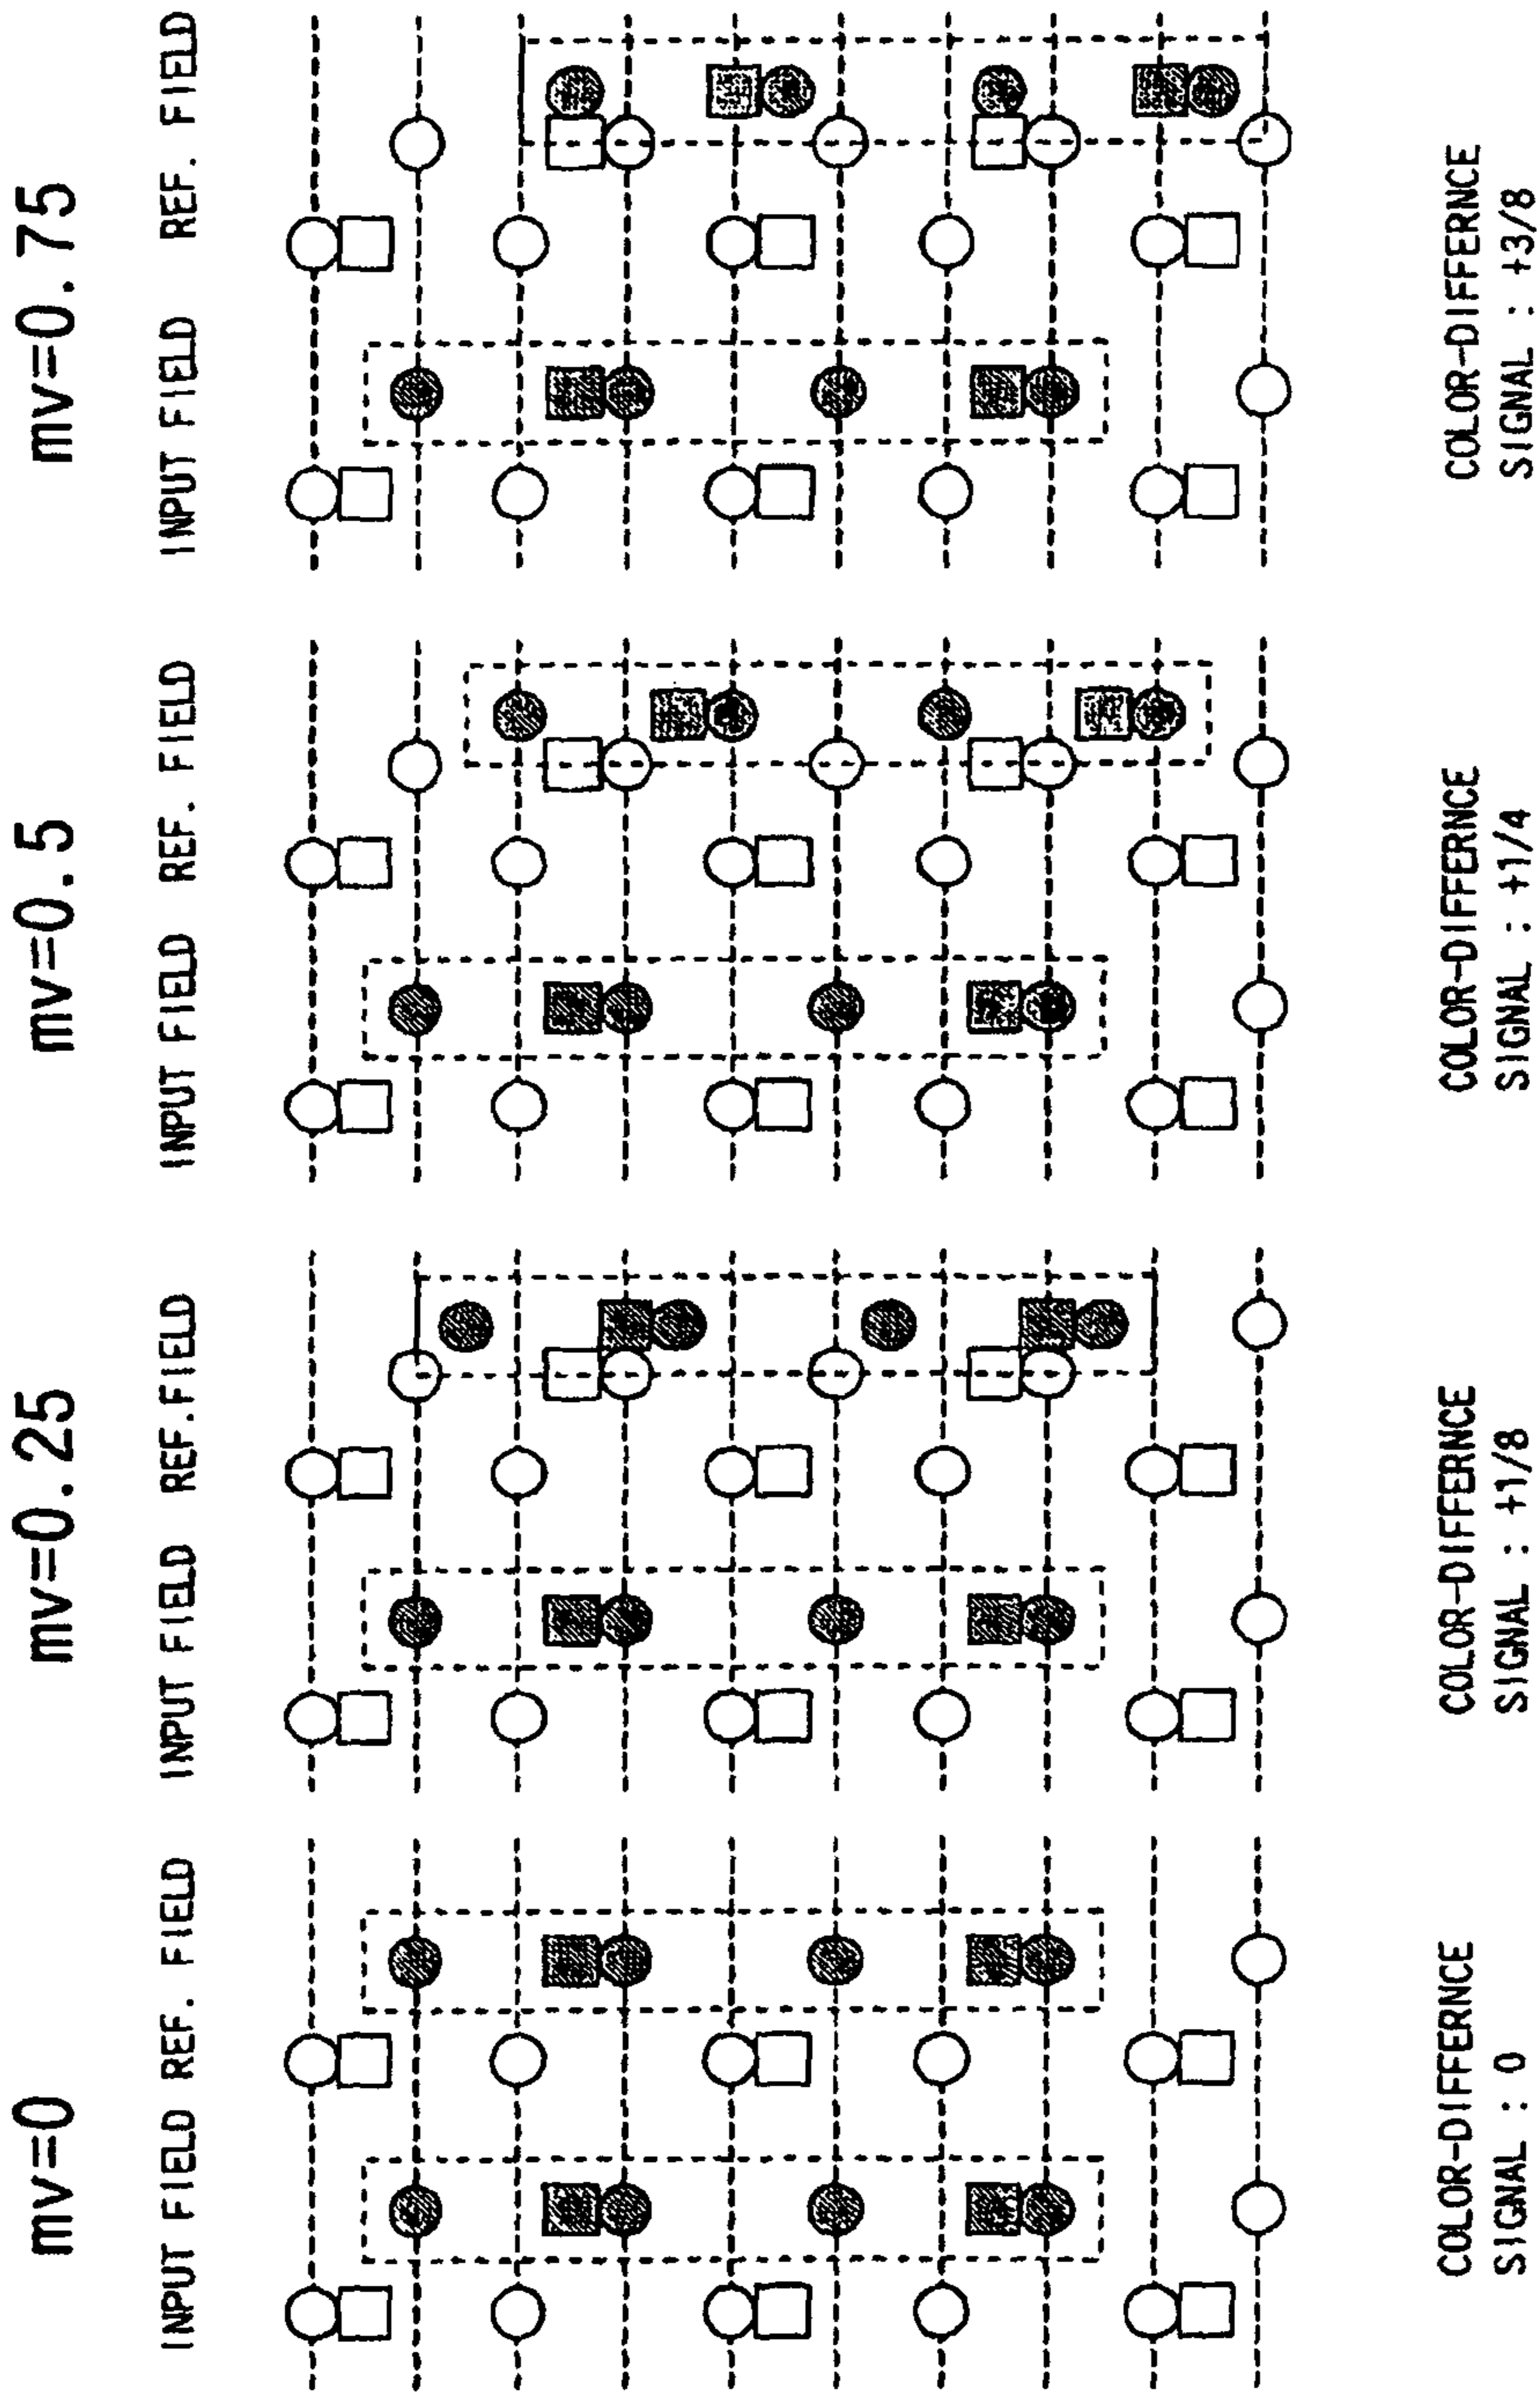 mv=0
INPUT FIELD REF. FIELD
COLOR-DIFFERNCE
SIGNAL : 0
mv=0.25
INPUT FIELD REF.FIELD
COLOR-DIFFERNCE
SIGNAL : +1/8
mv=0.5
INPUT FIELD REF. FIELD
COLOR-DIFFERNCE
SIGNAL : +1/4
mv=0.75
INPUT FIELD REF. FIELD
COLOR-DIFFERNCE
SIGNAL : +3/8